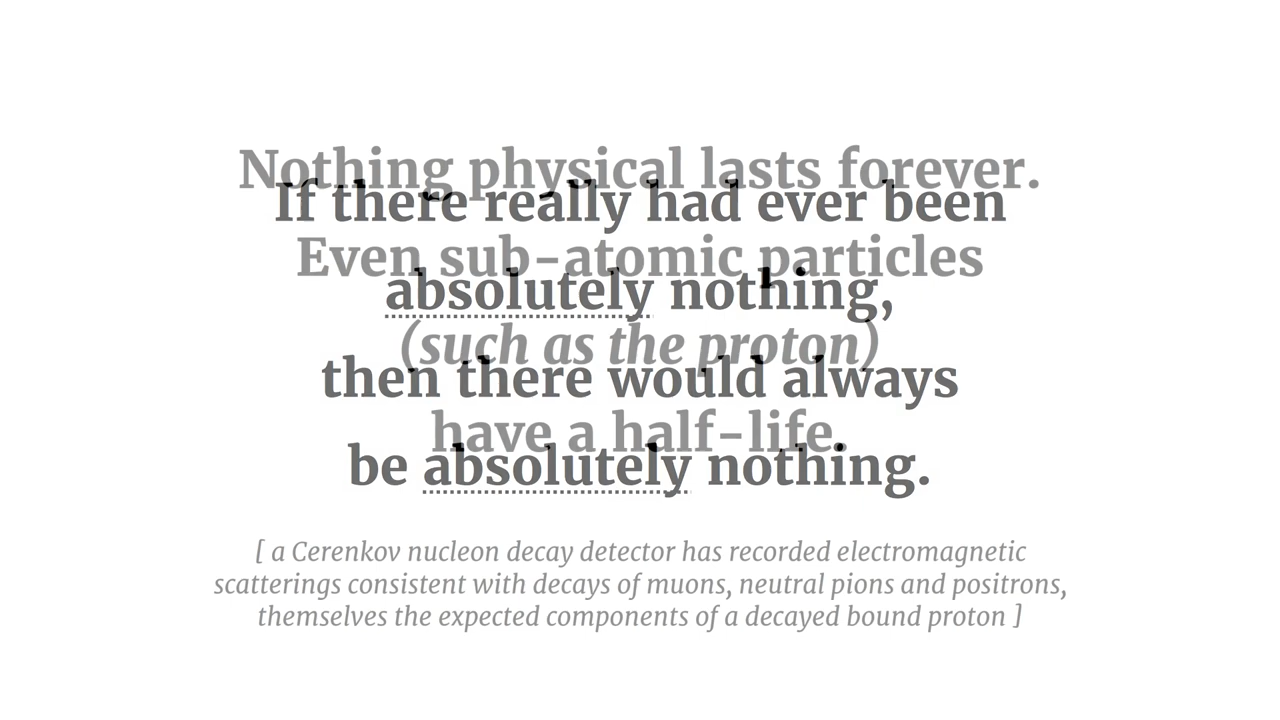 Nothing physical lasts forever.
If there really had ever been
Even sub-atomic particles
absolutely nothing,
(such as the proton)
then there would always
have a half-life.
be absolutely nothing.
[ a Cerenkov nucleon decay detector has recorded electromagnetic
scatterings consistent with decays of muons, neutral pions and positrons,
themselves the expected components of a decayed bound proton ]